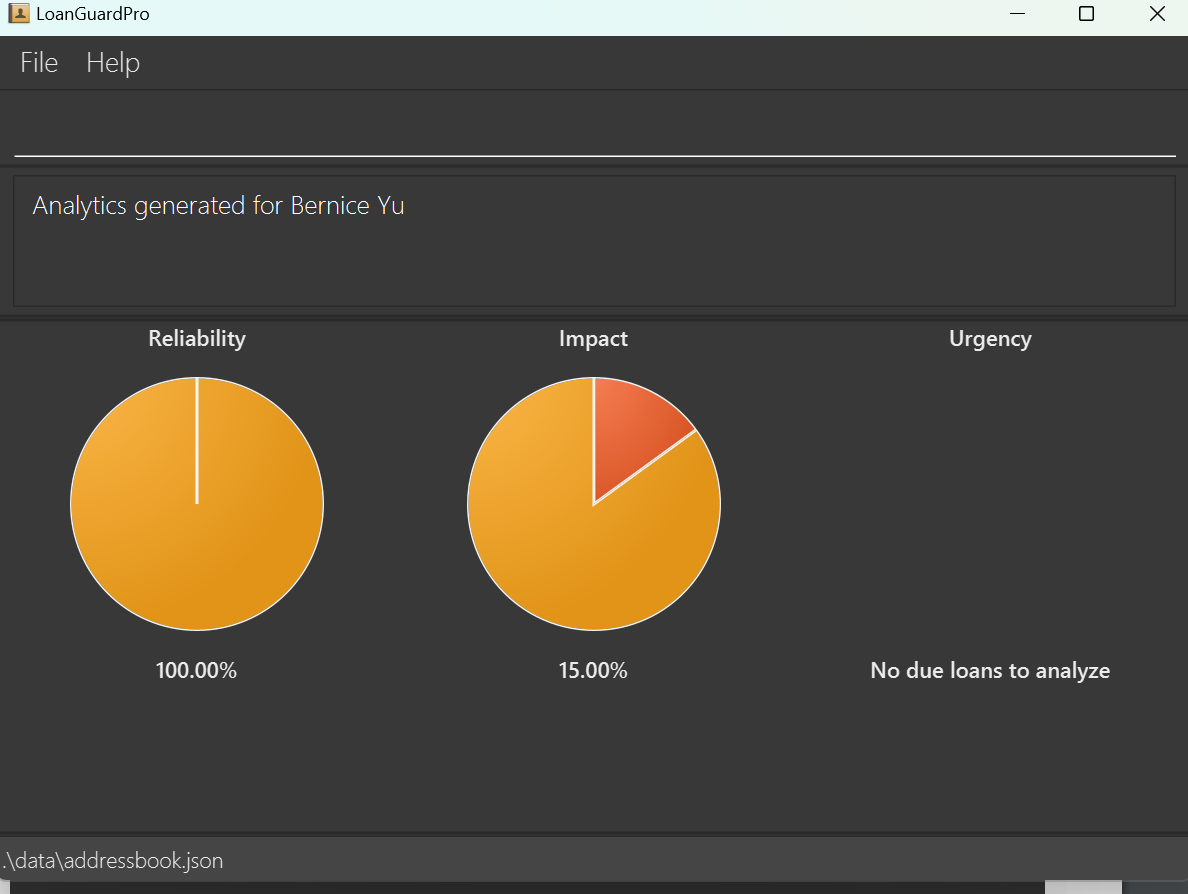 LoanGuardPro
File Help
Analytics generated for Bernice Yu
Reliability Impact Urgency
100.00% 15.00% No due loans to analyze
.\data\addressbook.json